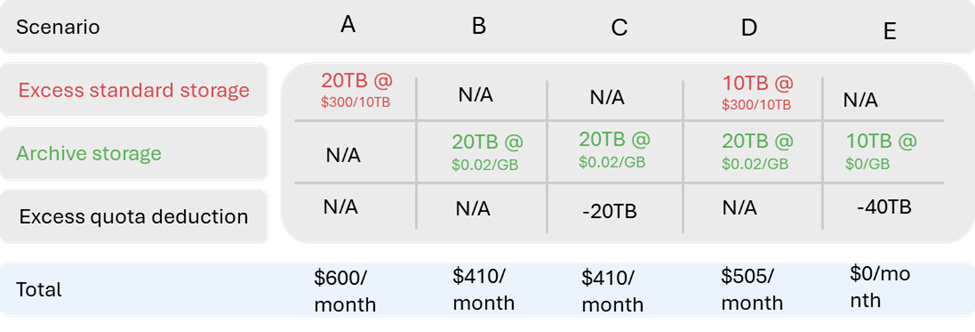 Scenario A B C D E
Excess standard storage 20TB @ N/A N/A 10TB @ N/A
$300/10TB $300/10TB
Archive storage N/A 20TB @ 20TB @ 20TB @ 10TB @
$0.02/GB $0.02/GB $0.02/GB $0/GB
Excess quota deduction N/A N/A -20TB N/A -40TB
Total $600/ $410/ $410/ $505/ $0/mo
month month month month nth